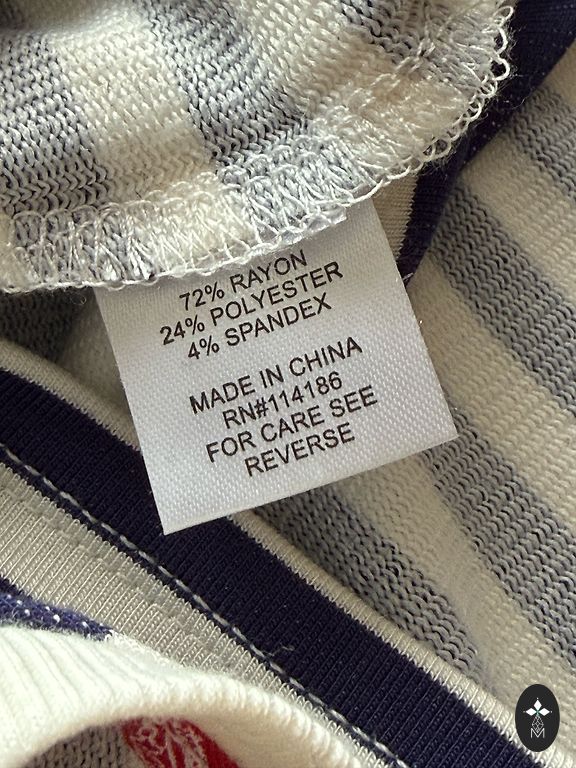 72% RAYON
24% POLYESTER
4% SPANDEX
MADE IN CHINA
RN#114186
FOR CARE SEE
REVERSE
M